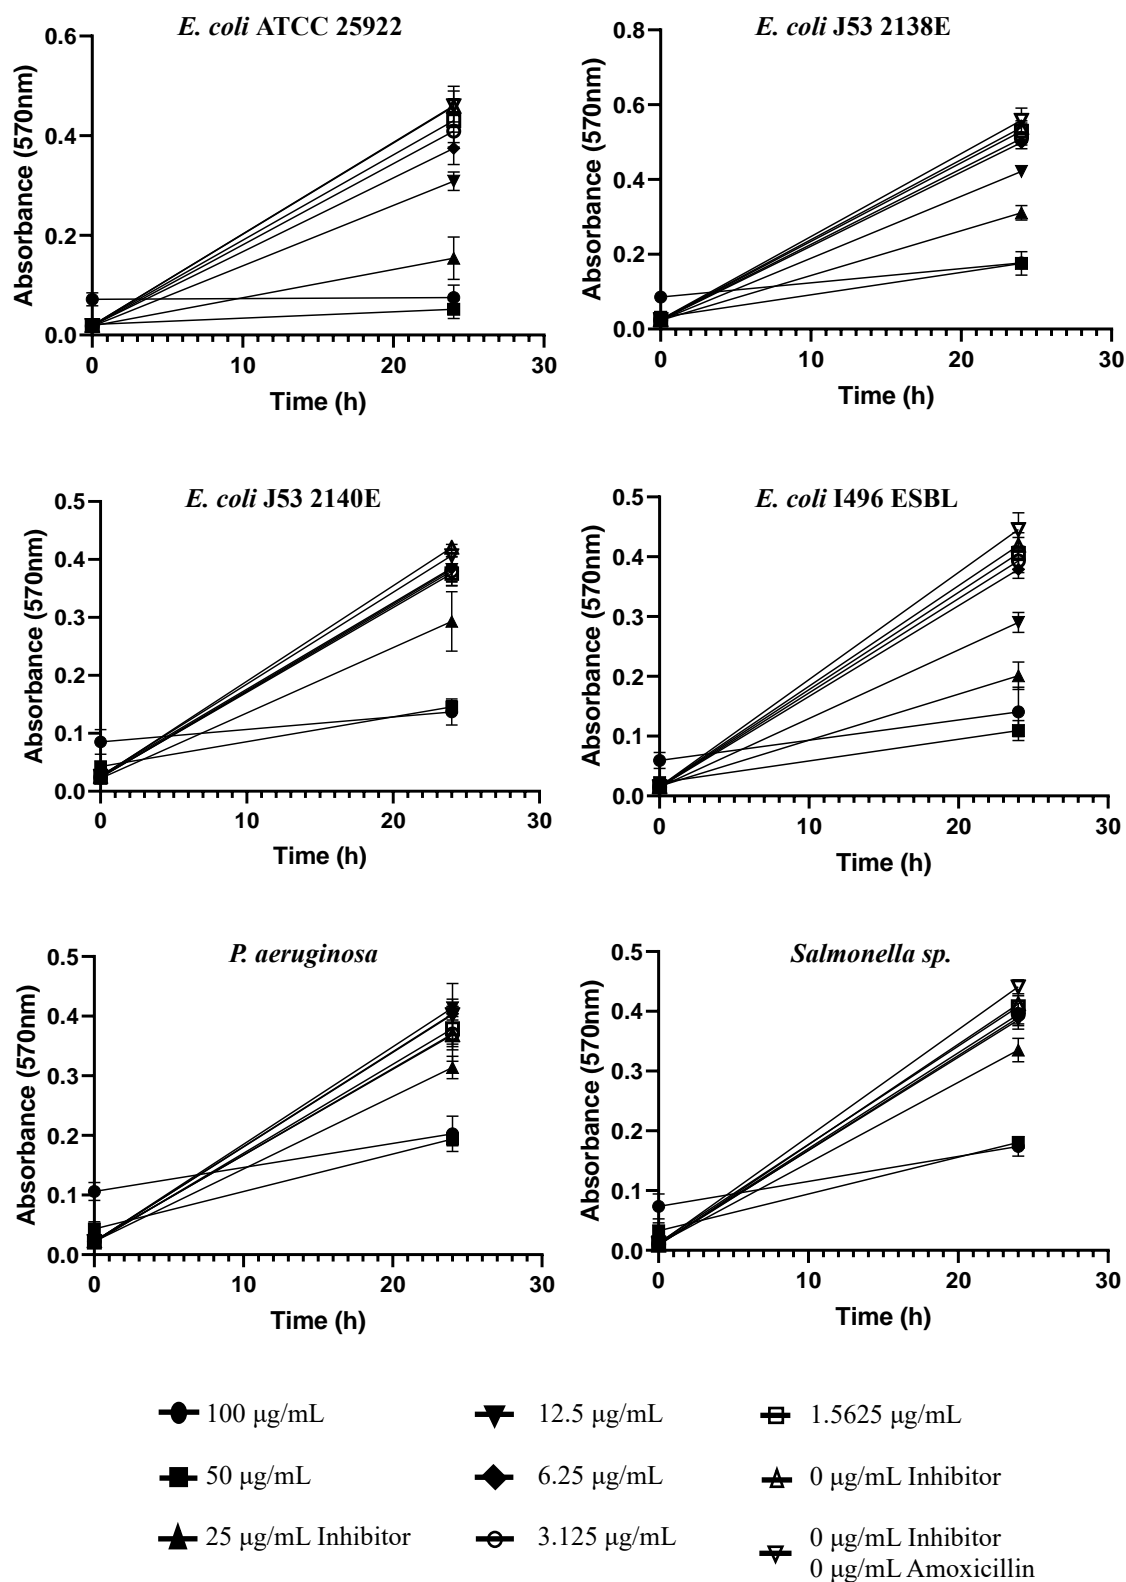 E. coli ATCC 25922
0.6
0.4
0.2
0.0
Absorbance (570nm)
0 10 20 30
Time (h)
E. coli J53 2138E
0.8
0.6
0.4
0.2
0.0
Absorbance (570nm)
0 10 20 30
Time (h)
E. coli J53 2140E
0.5
0.4
0.3
0.2
0.1
0.0
Absorbance (570nm)
0 10 20 30
Time (h)
E. coli I496 ESBL
0.5
0.4
0.3
0.2
0.1
0.0
Absorbance (570nm)
0 10 20 30
Time (h)
P. aeruginosa
0.5
0.4
0.3
0.2
0.1
0.0
Absorbance (570nm)
0 10 20 30
Time (h)
Salmonella sp.
0.5
0.4
0.3
0.2
0.1
0.0
Absorbance (570nm)
0 10 20 30
Time (h)
100 μg/mL
12.5 μg/mL
1.5625 μg/mL
50 μg/mL
6.25 μg/mL
0 μg/mL Inhibitor
25 μg/mL Inhibitor
3.125 μg/mL
0 μg/mL Inhibitor
0 μg/mL Amoxicillin